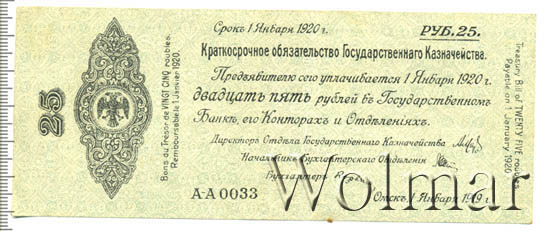 Срокъ 1 Января 1920 г.
РУБ. 25.
Краткосрочное обязательство Государственнаго Казначейства.
Предъявителю сего уплачивается 1 Января 1920 г.
двадцать пять рублей въ Государственномъ
Банкѣ, его Конторахъ и Отдѣленіяхъ.
Директоръ Отдѣла Государственнаго Казначейства
Начальникъ Бухгалтерскаго Отдѣленія
Бухгалтеръ
А-А 0033
Омскъ, 1 Января 1919 г.
25
Bons du Trésor de VINGT CINQ roubles.
Remboursable 1 Janvier 1920.
Treasury Bill of TWENTY FIVE roubles
Payable on 1 January 1920
Wolmar